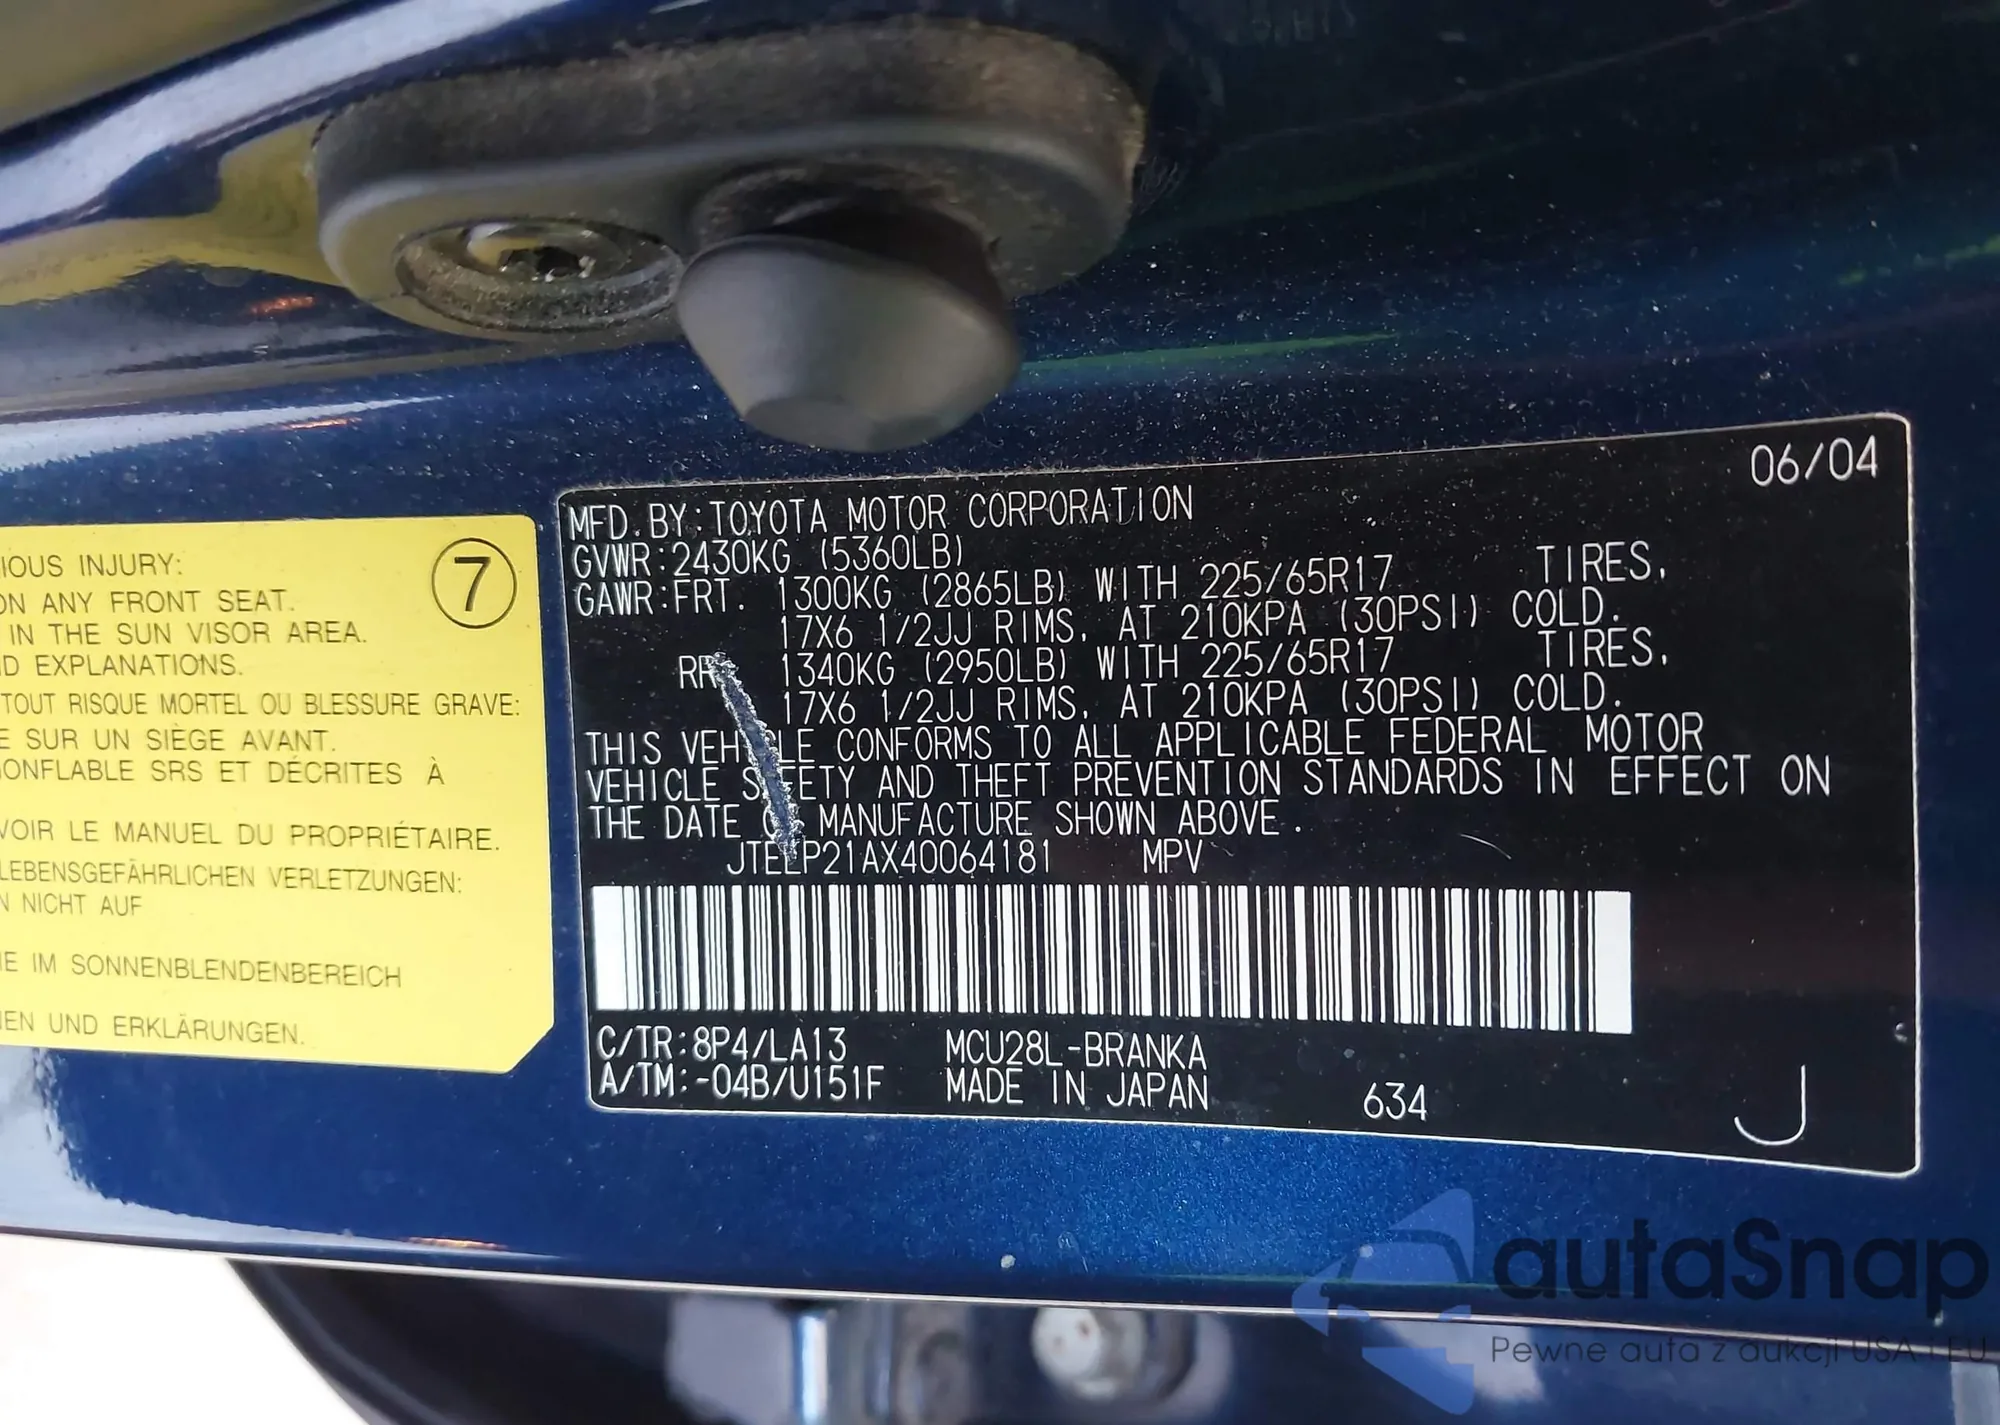 IOUS INJURY:
ON ANY FRONT SEAT.
IN THE SUN VISOR AREA.
D EXPLANATIONS.
TOUT RISQUE MORTEL OU BLESSURE GRAVE:
E SUR UN SIÈGE AVANT.
ONFLABLE SRS ET DÉCRITES À
VOIR LE MANUEL DU PROPRIÉTAIRE.
LEBENSGEFÄHRLICHEN VERLETZUNGEN:
N NICHT AUF
E IM SONNENBLENDENBEREICH
EN UND ERKLÄRUNGEN.
7
06/04
MFD. BY: TOYOTA MOTOR CORPORATION
GVWR: 2430KG (5360LB)
GAWR: FRT. 1300KG (2865LB) WITH 225/65R17 TIRES,
17X6 1/2JJ RIMS, AT 210KPA (30PSI) COLD.
RR 1340KG (2950LB) WITH 225/65R17 TIRES,
17X6 1/2JJ RIMS, AT 210KPA (30PSI) COLD.
THIS VEHICLE CONFORMS TO ALL APPLICABLE FEDERAL MOTOR
VEHICLE SAFETY AND THEFT PREVENTION STANDARDS IN EFFECT ON
THE DATE OF MANUFACTURE SHOWN ABOVE.
MPV
C/TR: 8P4/LA13 MCU28L-BRANKA
A/TM: -04B/U151F MADE IN JAPAN 634 J
autaSnap
Pewne auta z aukcji USA i EU